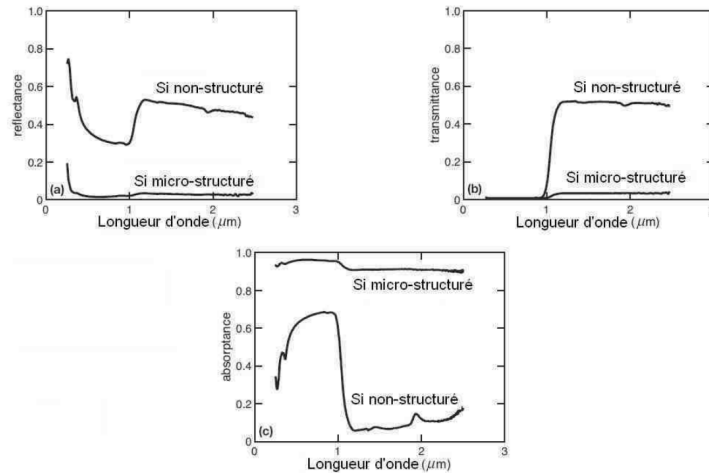 1.0
0.8
0.6
0.4
0.2
0
reflectance
Si non-structuré
Si micro-structuré
(a)
0
1
2
3
Longueur d'onde (μm)
1.0
0.8
0.6
0.4
0.2
0
transmittance
Si non-structuré
Si micro-structuré
(b)
0
1
2
Longueur d'onde (μm)
1.0
0.8
0.6
0.4
0.2
0
absorptance
Si micro-structuré
Si non-structuré
(c)
0
1
2
3
Longueur d'onde (μm)